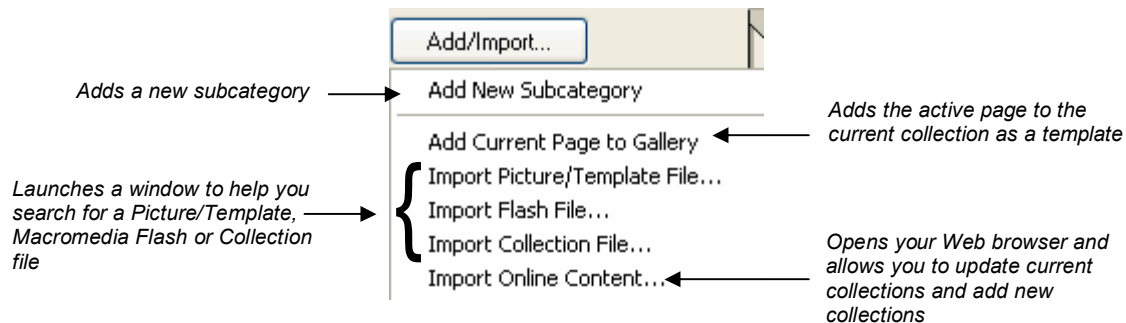 Add/Import...
Adds a new subcategory
Add New Subcategory
Adds the active page to the
current collection as a template
Add Current Page to Gallery
Launches a window to help you
search for a Picture/Template,
Macromedia Flash or Collection
file
Import Picture/Template File...
Import Flash File...
Import Collection File...
Import Online Content...
Opens your Web browser and
allows you to update current
collections and add new
collections